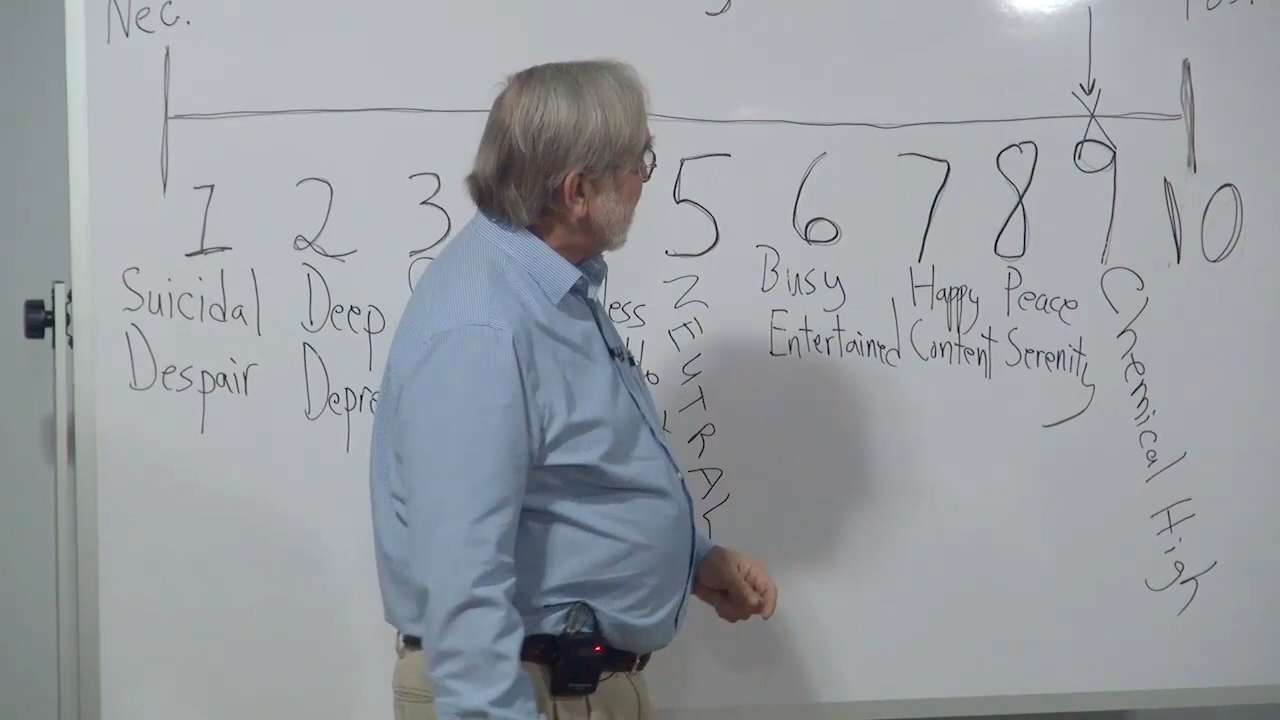 Nec.
1 2 3 5 6 7 8 9 10
Suicidal
Despair
Deep
Depre
less
NEUTRAL
Busy
Entertained
Happy
Content
Peace
Serenity
Chemical High